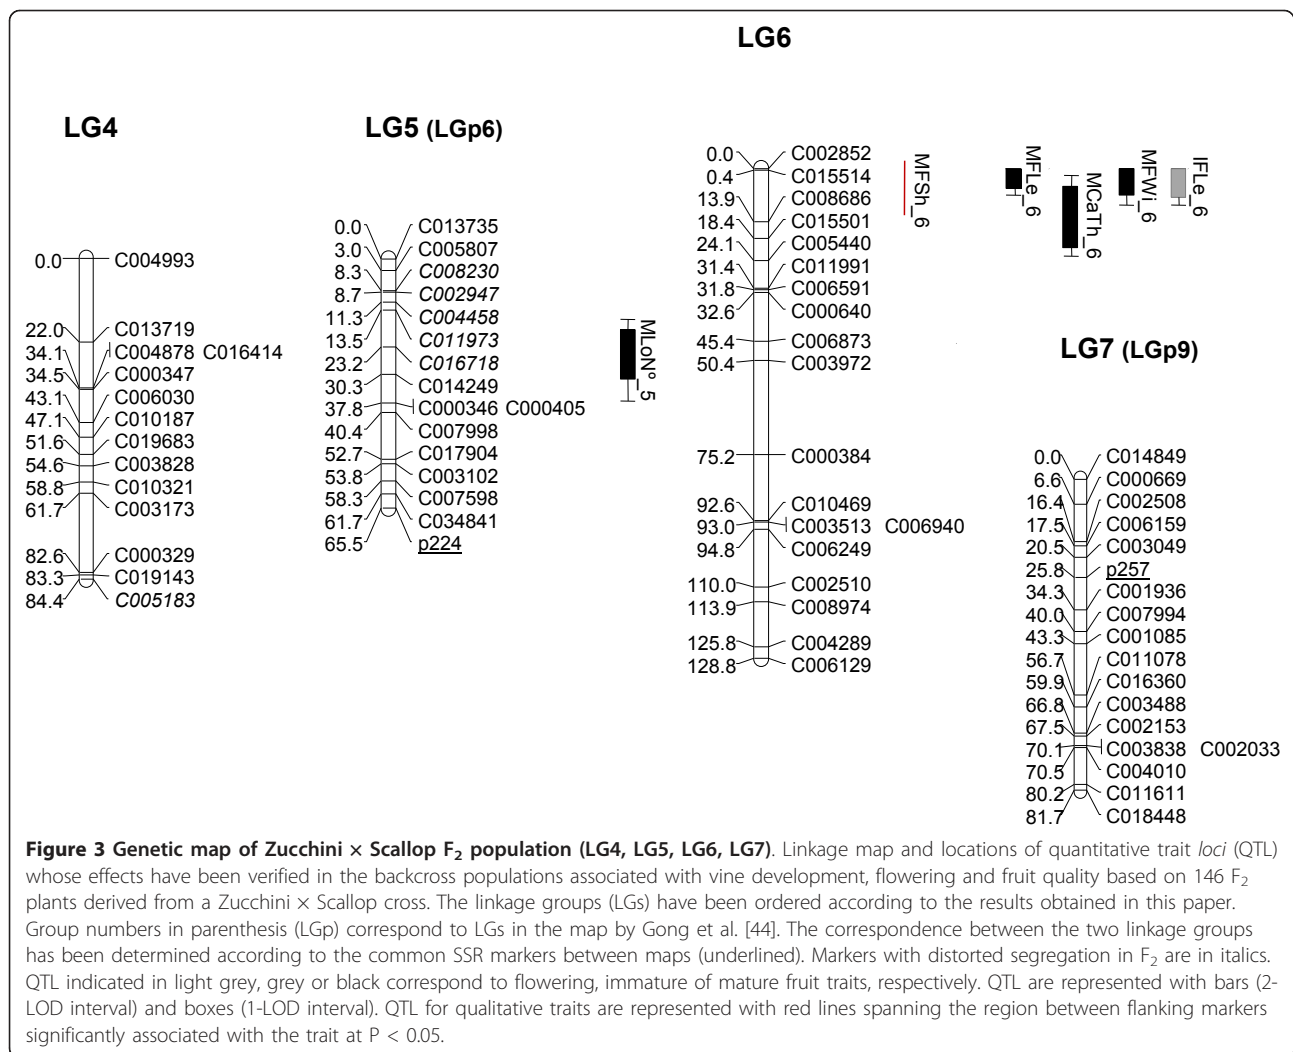 LG6
LG4
LG5 (LGp6)
LG7 (LGp9)
0.0 C004993
22.0 C013719
34.1 C004878 C016414
34.5 C000347
43.1 C006030
47.1 C010187
51.6 C019683
54.6 C003828
58.8 C010321
61.7 C003173
82.6 C000329
83.3 C019143
84.4 C005183
0.0 C013735
3.0 C005807
8.3 C008230
8.7 C002947
11.3 C004458
13.5 C011973
23.2 C016718
30.3 C014249
37.8 C000346 C000405
40.4 C007998
52.7 C017904
53.8 C003102
58.3 C007598
61.7 C034841
65.5 p224
MLoNº_5
0.0 C002852
0.4 C015514
13.9 C008686
18.4 C015501
24.1 C005440
31.4 C011991
31.8 C006591
32.6 C000640
45.4 C006873
50.4 C003972
75.2 C000384
92.6 C010469
93.0 C003513 C006940
94.8 C006249
110.0 C002510
113.9 C008974
125.8 C004289
128.8 C006129
MFSh_6
MFLe_6
MCaTh_6
MFWi_6
IFLe_6
0.0 C014849
6.6 C000669
16.4 C002508
17.5 C006159
20.5 C003049
25.8 p257
34.3 C001936
40.0 C007994
43.3 C001085
56.7 C011078
59.9 C016360
66.8 C003488
67.5 C002153
70.1 C003838 C002033
70.5 C004010
80.2 C011611
81.7 C018448
Figure 3 Genetic map of Zucchini × Scallop F2 population (LG4, LG5, LG6, LG7). Linkage map and locations of quantitative trait loci (QTL)
whose effects have been verified in the backcross populations associated with vine development, flowering and fruit quality based on 146 F2
plants derived from a Zucchini × Scallop cross. The linkage groups (LGs) have been ordered according to the results obtained in this paper.
Group numbers in parenthesis (LGp) correspond to LGs in the map by Gong et al. [44]. The correspondence between the two linkage groups
has been determined according to the common SSR markers between maps (underlined). Markers with distorted segregation in F2 are in italics.
QTL indicated in light grey, grey or black correspond to flowering, immature of mature fruit traits, respectively. QTL are represented with bars (2-
LOD interval) and boxes (1-LOD interval). QTL for qualitative traits are represented with red lines spanning the region between flanking markers
significantly associated with the trait at P < 0.05.